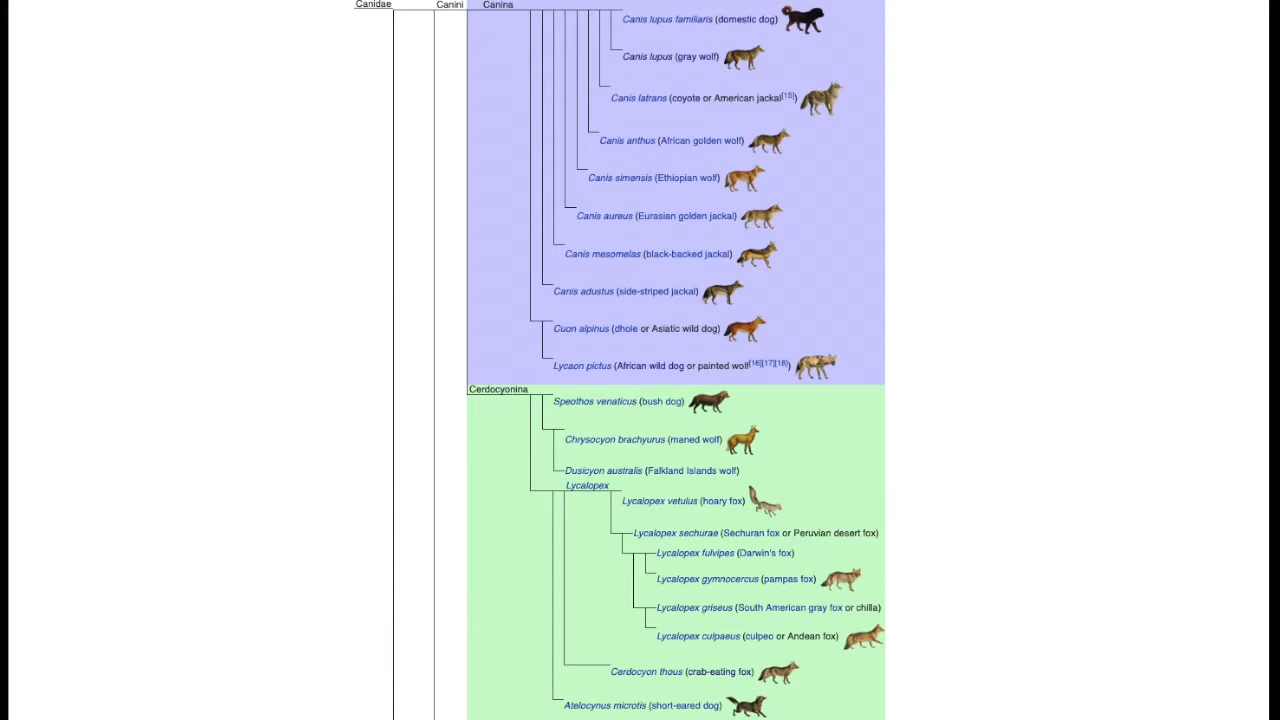 Canidae Canini Canina
Canis lupus familiaris (domestic dog)
Canis lupus (gray wolf)
Canis latrans (coyote or American jackal[15])
Canis anthus (African golden wolf)
Canis simensis (Ethiopian wolf)
Canis aureus (Eurasian golden jackal)
Canis mesomelas (black-backed jackal)
Canis adustus (side-striped jackal)
Cuon alpinus (dhole or Asiatic wild dog)
Lycaon pictus (African wild dog or painted wolf[16][17][18])
Cerdocyonina
Speothos venaticus (bush dog)
Chrysocyon brachyurus (maned wolf)
Dusicyon australis (Falkland Islands wolf)
Lycalopex
Lycalopex vetulus (hoary fox)
Lycalopex sechurae (Sechuran fox or Peruvian desert fox)
Lycalopex fulvipes (Darwin's fox)
Lycalopex gymnocercus (pampas fox)
Lycalopex griseus (South American gray fox or chilla)
Lycalopex culpaeus (culpeo or Andean fox)
Cerdocyon thous (crab-eating fox)
Atelocynus microtis (short-eared dog)